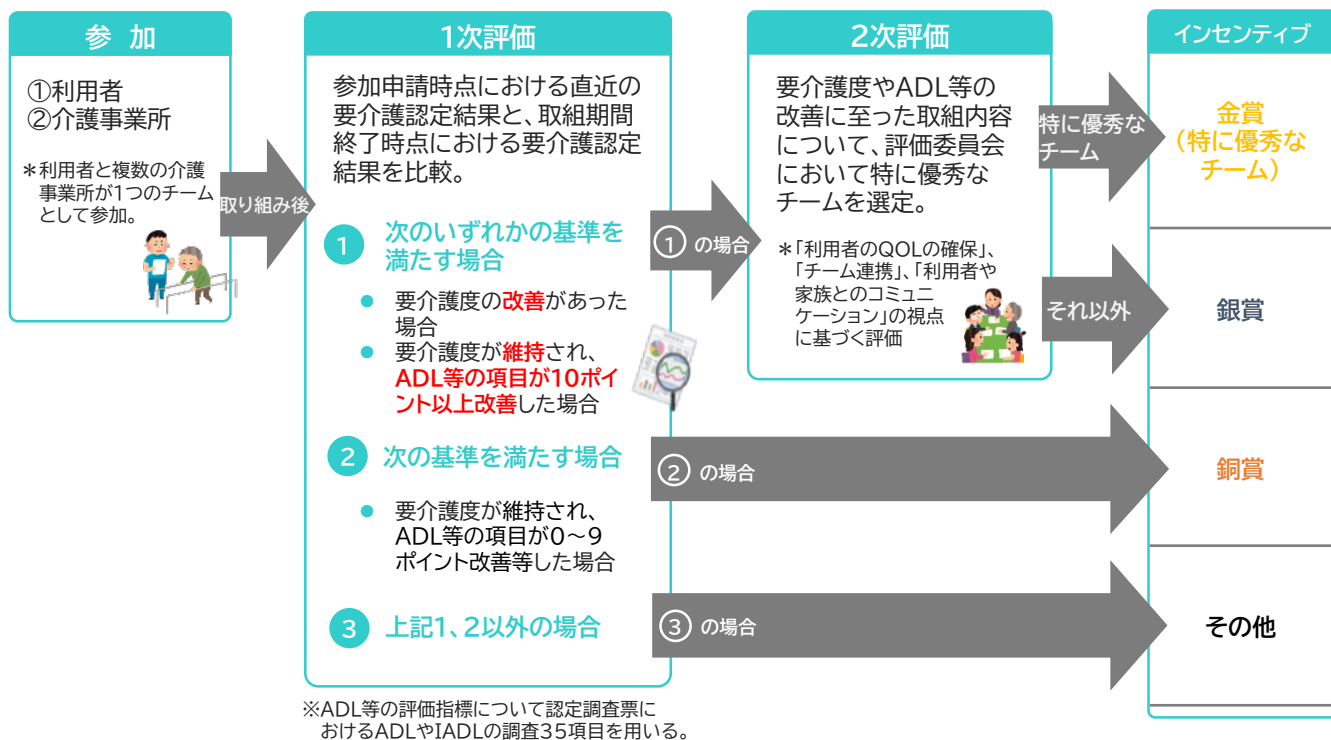 参 加
①利用者
②介護事業所
＊利用者と複数の介護
事業所が1つのチーム
として参加。
取り組み後
1次評価
参加申請時点における直近の
要介護認定結果と、取組期間
終了時点における要介護認定
結果を比較。
1 次のいずれかの基準を
満たす場合
● 要介護度の改善があった
場合
● 要介護度が維持され、
ADL等の項目が10ポイ
ント以上改善した場合
2 次の基準を満たす場合
● 要介護度が維持され、
ADL等の項目が0～9
ポイント改善等した場合
3 上記1、2以外の場合
※ADL等の評価指標について認定調査票に
おけるADLやIADLの調査35項目を用いる。
① の場合
② の場合
③ の場合
2次評価
要介護度やADL等の
改善に至った取組内容
について、評価委員会
において特に優秀な
チームを選定。
＊「利用者のQOLの確保」、
「チーム連携」、「利用者や
家族とのコミュニ
ケーション」の視点
に基づく評価
特に優秀な
チーム
それ以外
インセンティブ
金賞
（特に優秀な
チーム）
銀賞
銅賞
その他